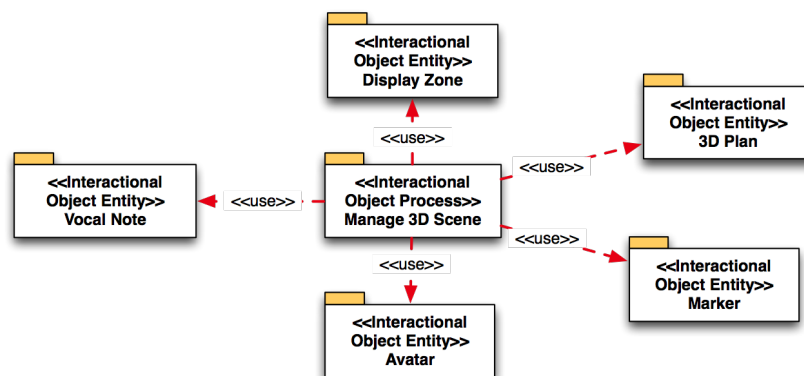 <<Interactional
Object Entity>>
Display Zone
<<use>>
<<Interactional
Object Entity>>
3D Plan
<<use>>
<<Interactional
Object Entity>>
Vocal Note
<<use>>
<<Interactional
Object Process>>
Manage 3D Scene
<<use>>
<<Interactional
Object Entity>>
Marker
<<use>>
<<Interactional
Object Entity>>
Avatar